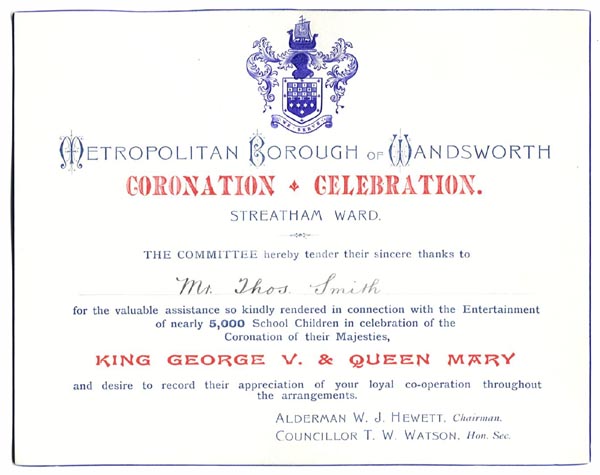 WE SERVE
METROPOLITAN BOROUGH OF WANDSWORTH
CORONATION CELEBRATION.
STREATHAM WARD.
THE COMMITTEE hereby tender their sincere thanks to
Mr. Thos. Smith
for the valuable assistance so kindly rendered in connection with the Entertainment
of nearly 5,000 School Children in celebration of the
Coronation of their Majesties,
KING GEORGE V. & QUEEN MARY
and desire to record their appreciation of your loyal co-operation throughout
the arrangements.
ALDERMAN W. J. HEWETT, Chairman.
COUNCILLOR T. W. WATSON, Hon. Sec.